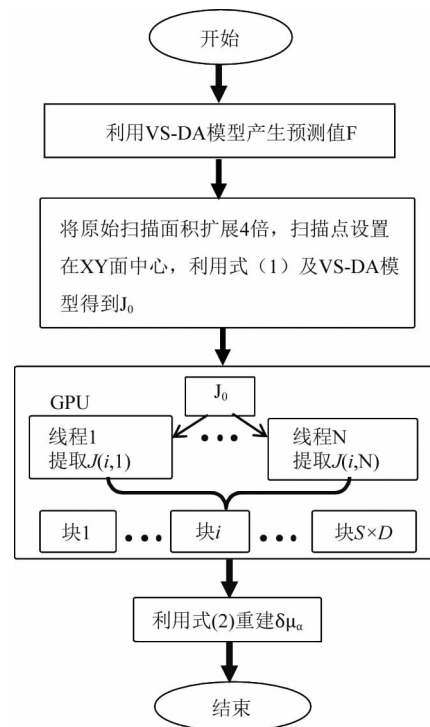 开始
利用VS-DA模型产生预测值F
将原始扫描面积扩展4倍，扫描点设置
在XY面中心，利用式（1）及VS-DA模
型得到J₀
GPU
J₀
线程1
提取J(i,1)
线程N
提取J(i,N)
块1
块i
块S×D
利用式(2)重建δμₐ
结束